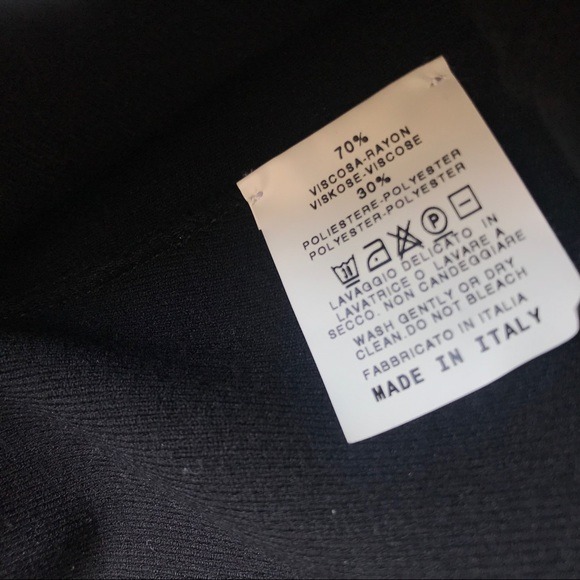 70%
VISCOSA-RAYON
VISKOSE-VISCOSE
30%
POLIESTERE-POLYESTER
POLYESTER-POLYESTER
P
LAVAGGIO DELICATO IN
LAVATRICE O LAVARE A
SECCO. NON CANDEGGIARE
WASH GENTLY OR DRY
CLEAN.DO NOT BLEACH
FABBRICATO IN ITALIA
MADE IN ITALY